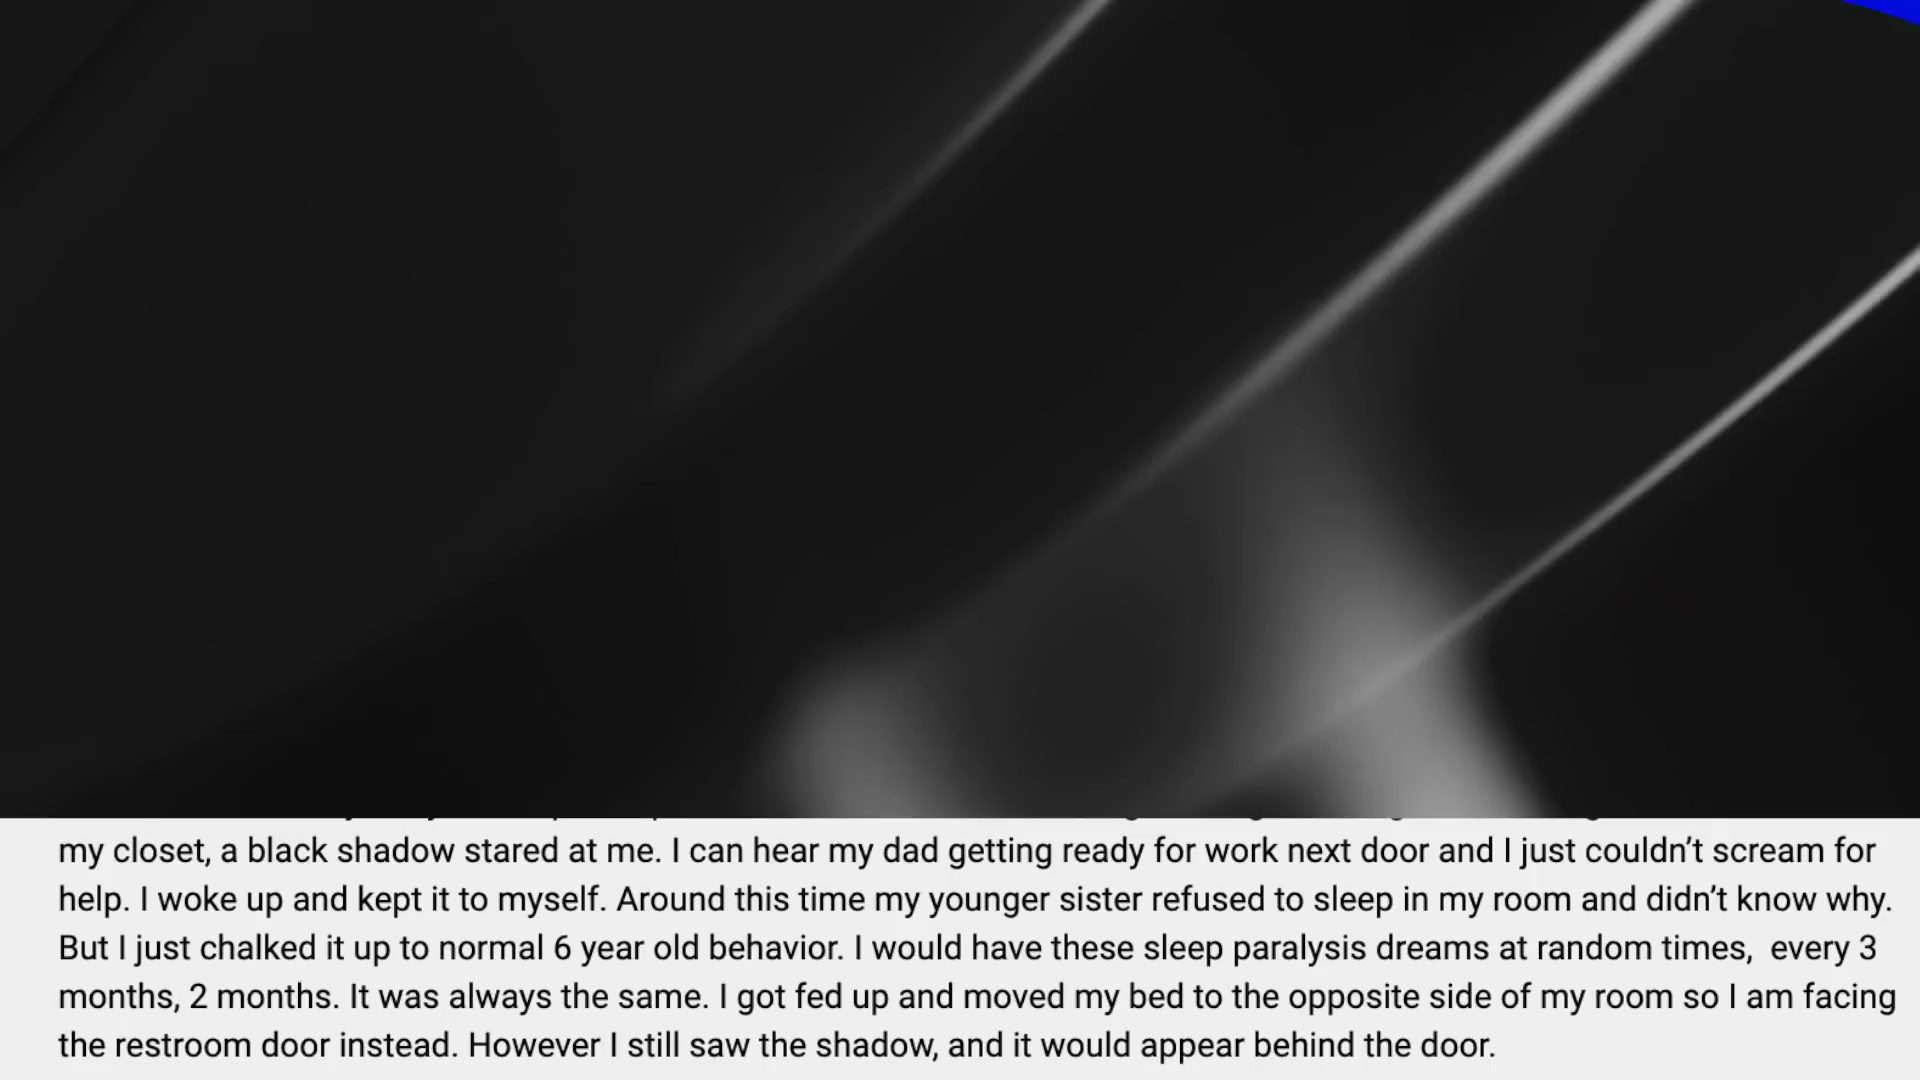 my closet, a black shadow stared at me. I can hear my dad getting ready for work next door and I just couldn’t scream for
help. I woke up and kept it to myself. Around this time my younger sister refused to sleep in my room and didn’t know why.
But I just chalked it up to normal 6 year old behavior. I would have these sleep paralysis dreams at random times,  every 3
months, 2 months. It was always the same. I got fed up and moved my bed to the opposite side of my room so I am facing
the restroom door instead. However I still saw the shadow, and it would appear behind the door.